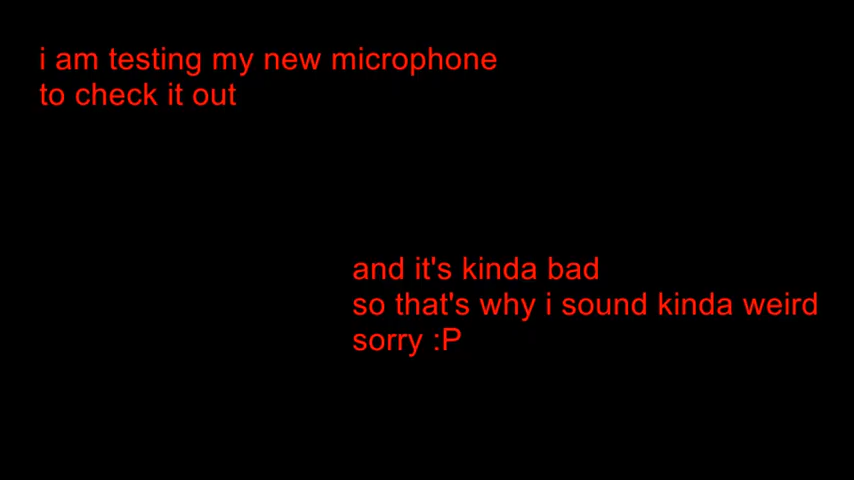 i am testing my new microphone
to check it out
and it's kinda bad
so that's why i sound kinda weird
sorry :P